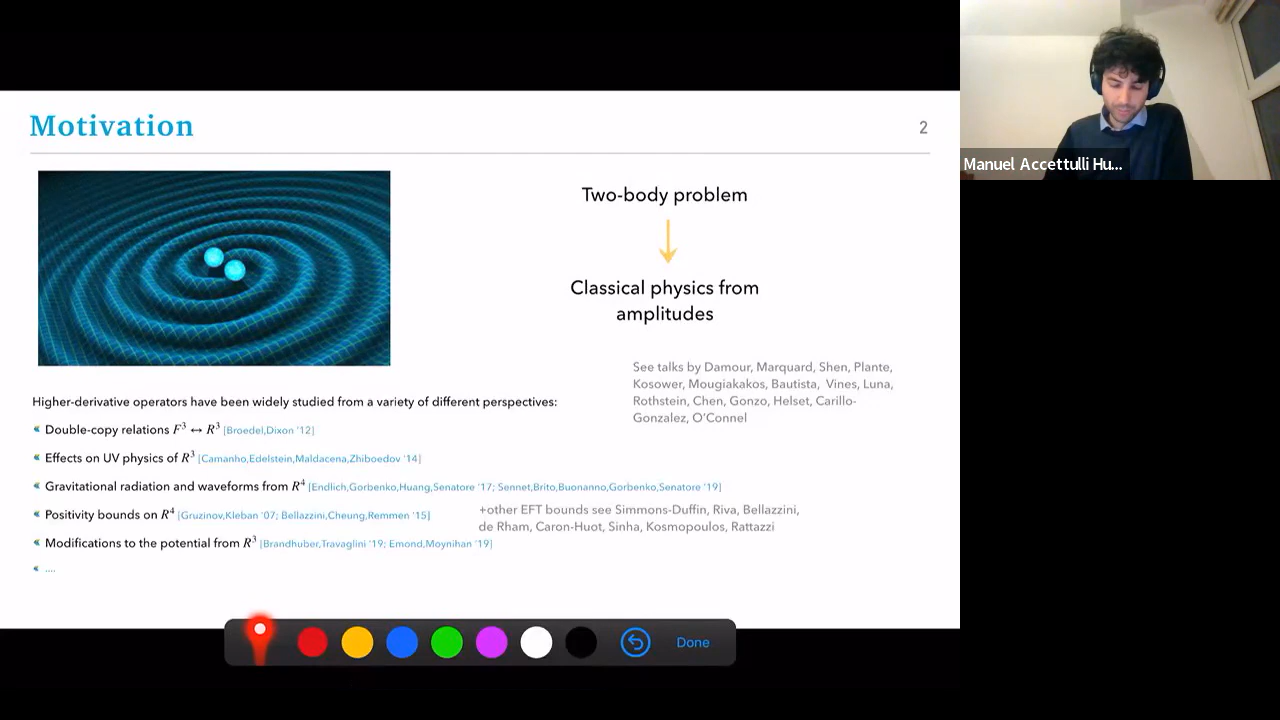 Motivation
2
Two-body problem
Classical physics from
amplitudes
See talks by Damour, Marquard, Shen, Plante,
Kosower, Mougiakakos, Bautista, Vines, Luna,
Rothstein, Chen, Gonzo, Helset, Carillo-
Gonzalez, O'Connel
Higher-derivative operators have been widely studied from a variety of different perspectives:
Double-copy relations F³ ↔ R³ [Broedel,Dixon '12]
Effects on UV physics of R³ [Camanho,Edelstein,Maldacena,Zhiboedov '14]
Gravitational radiation and waveforms from R⁴ [Endlich,Gorbenko,Huang,Senatore '17; Sennet,Brito,Buonanno,Gorbenko,Senatore '19]
Positivity bounds on R⁴ [Gruzinov,Kleban '07; Bellazzini,Cheung,Remmen '15]
+other EFT bounds see Simmons-Duffin, Riva, Bellazzini,
de Rham, Caron-Huot, Sinha, Kosmopoulos, Rattazzi
Modifications to the potential from R³ [Brandhuber,Travaglini '19; Emond,Moynihan '19]
....
Done
Manuel Accettulli Hu...